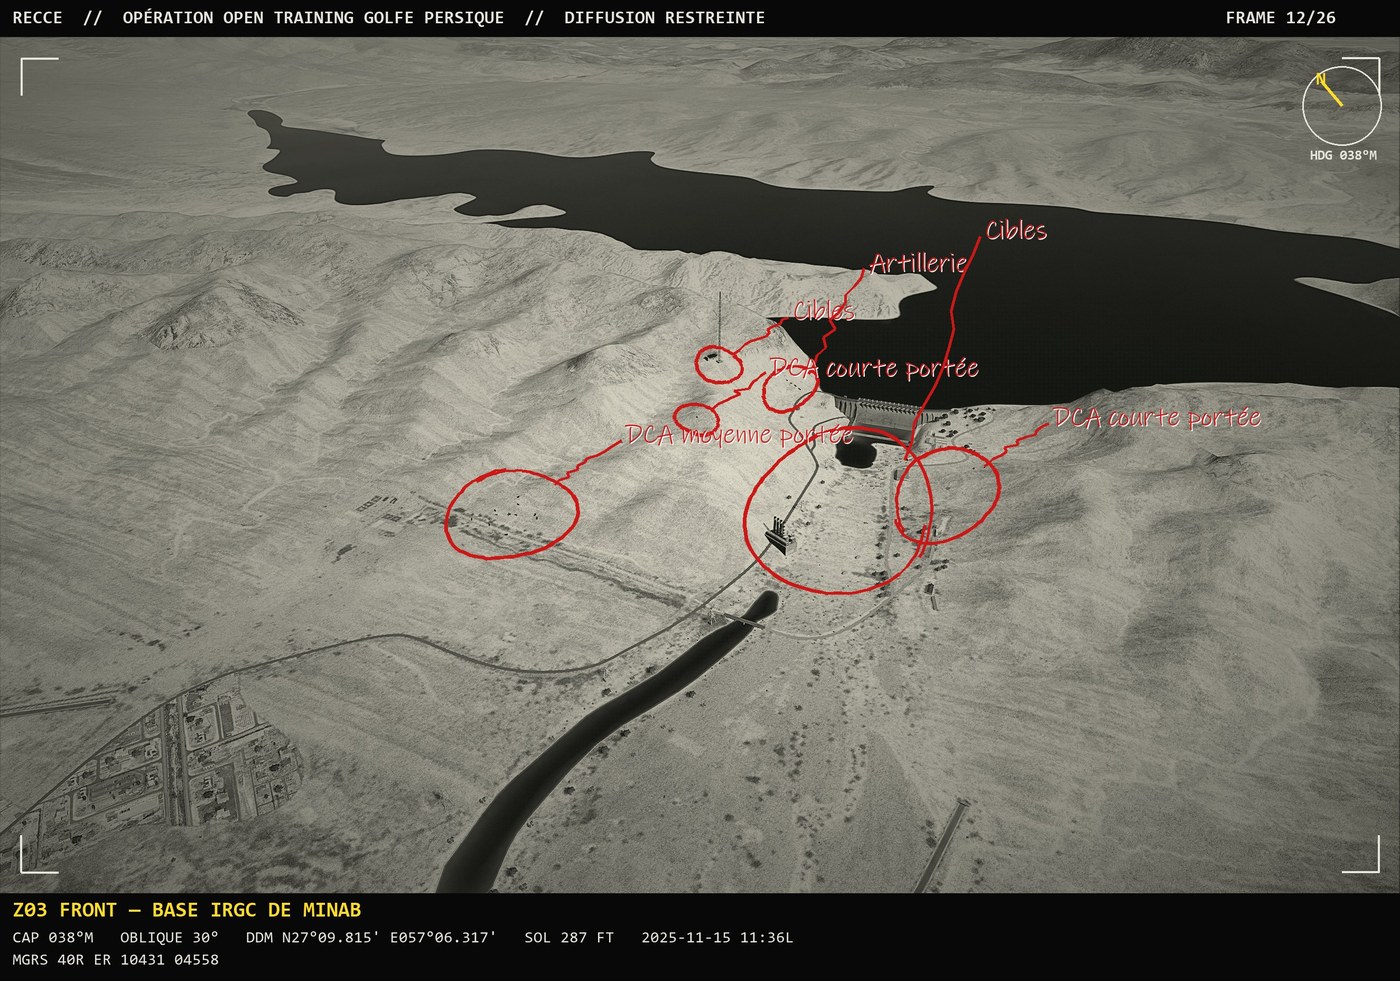 RECCE // OPÉRATION OPEN TRAINING GOLFE PERSIQUE // DIFFUSION RESTREINTE
FRAME 12/26
N
HDG 038°M
Cibles
Artillerie
Cibles
DCA courte portée
DCA courte portée
DCA moyenne portée
Z03 FRONT — BASE IRGC DE MINAB
CAP 038°M OBLIQUE 30° DDM N27°09.815' E057°06.317' SOL 287 FT 2025-11-15 11:36L
MGRS 40R ER 10431 04558